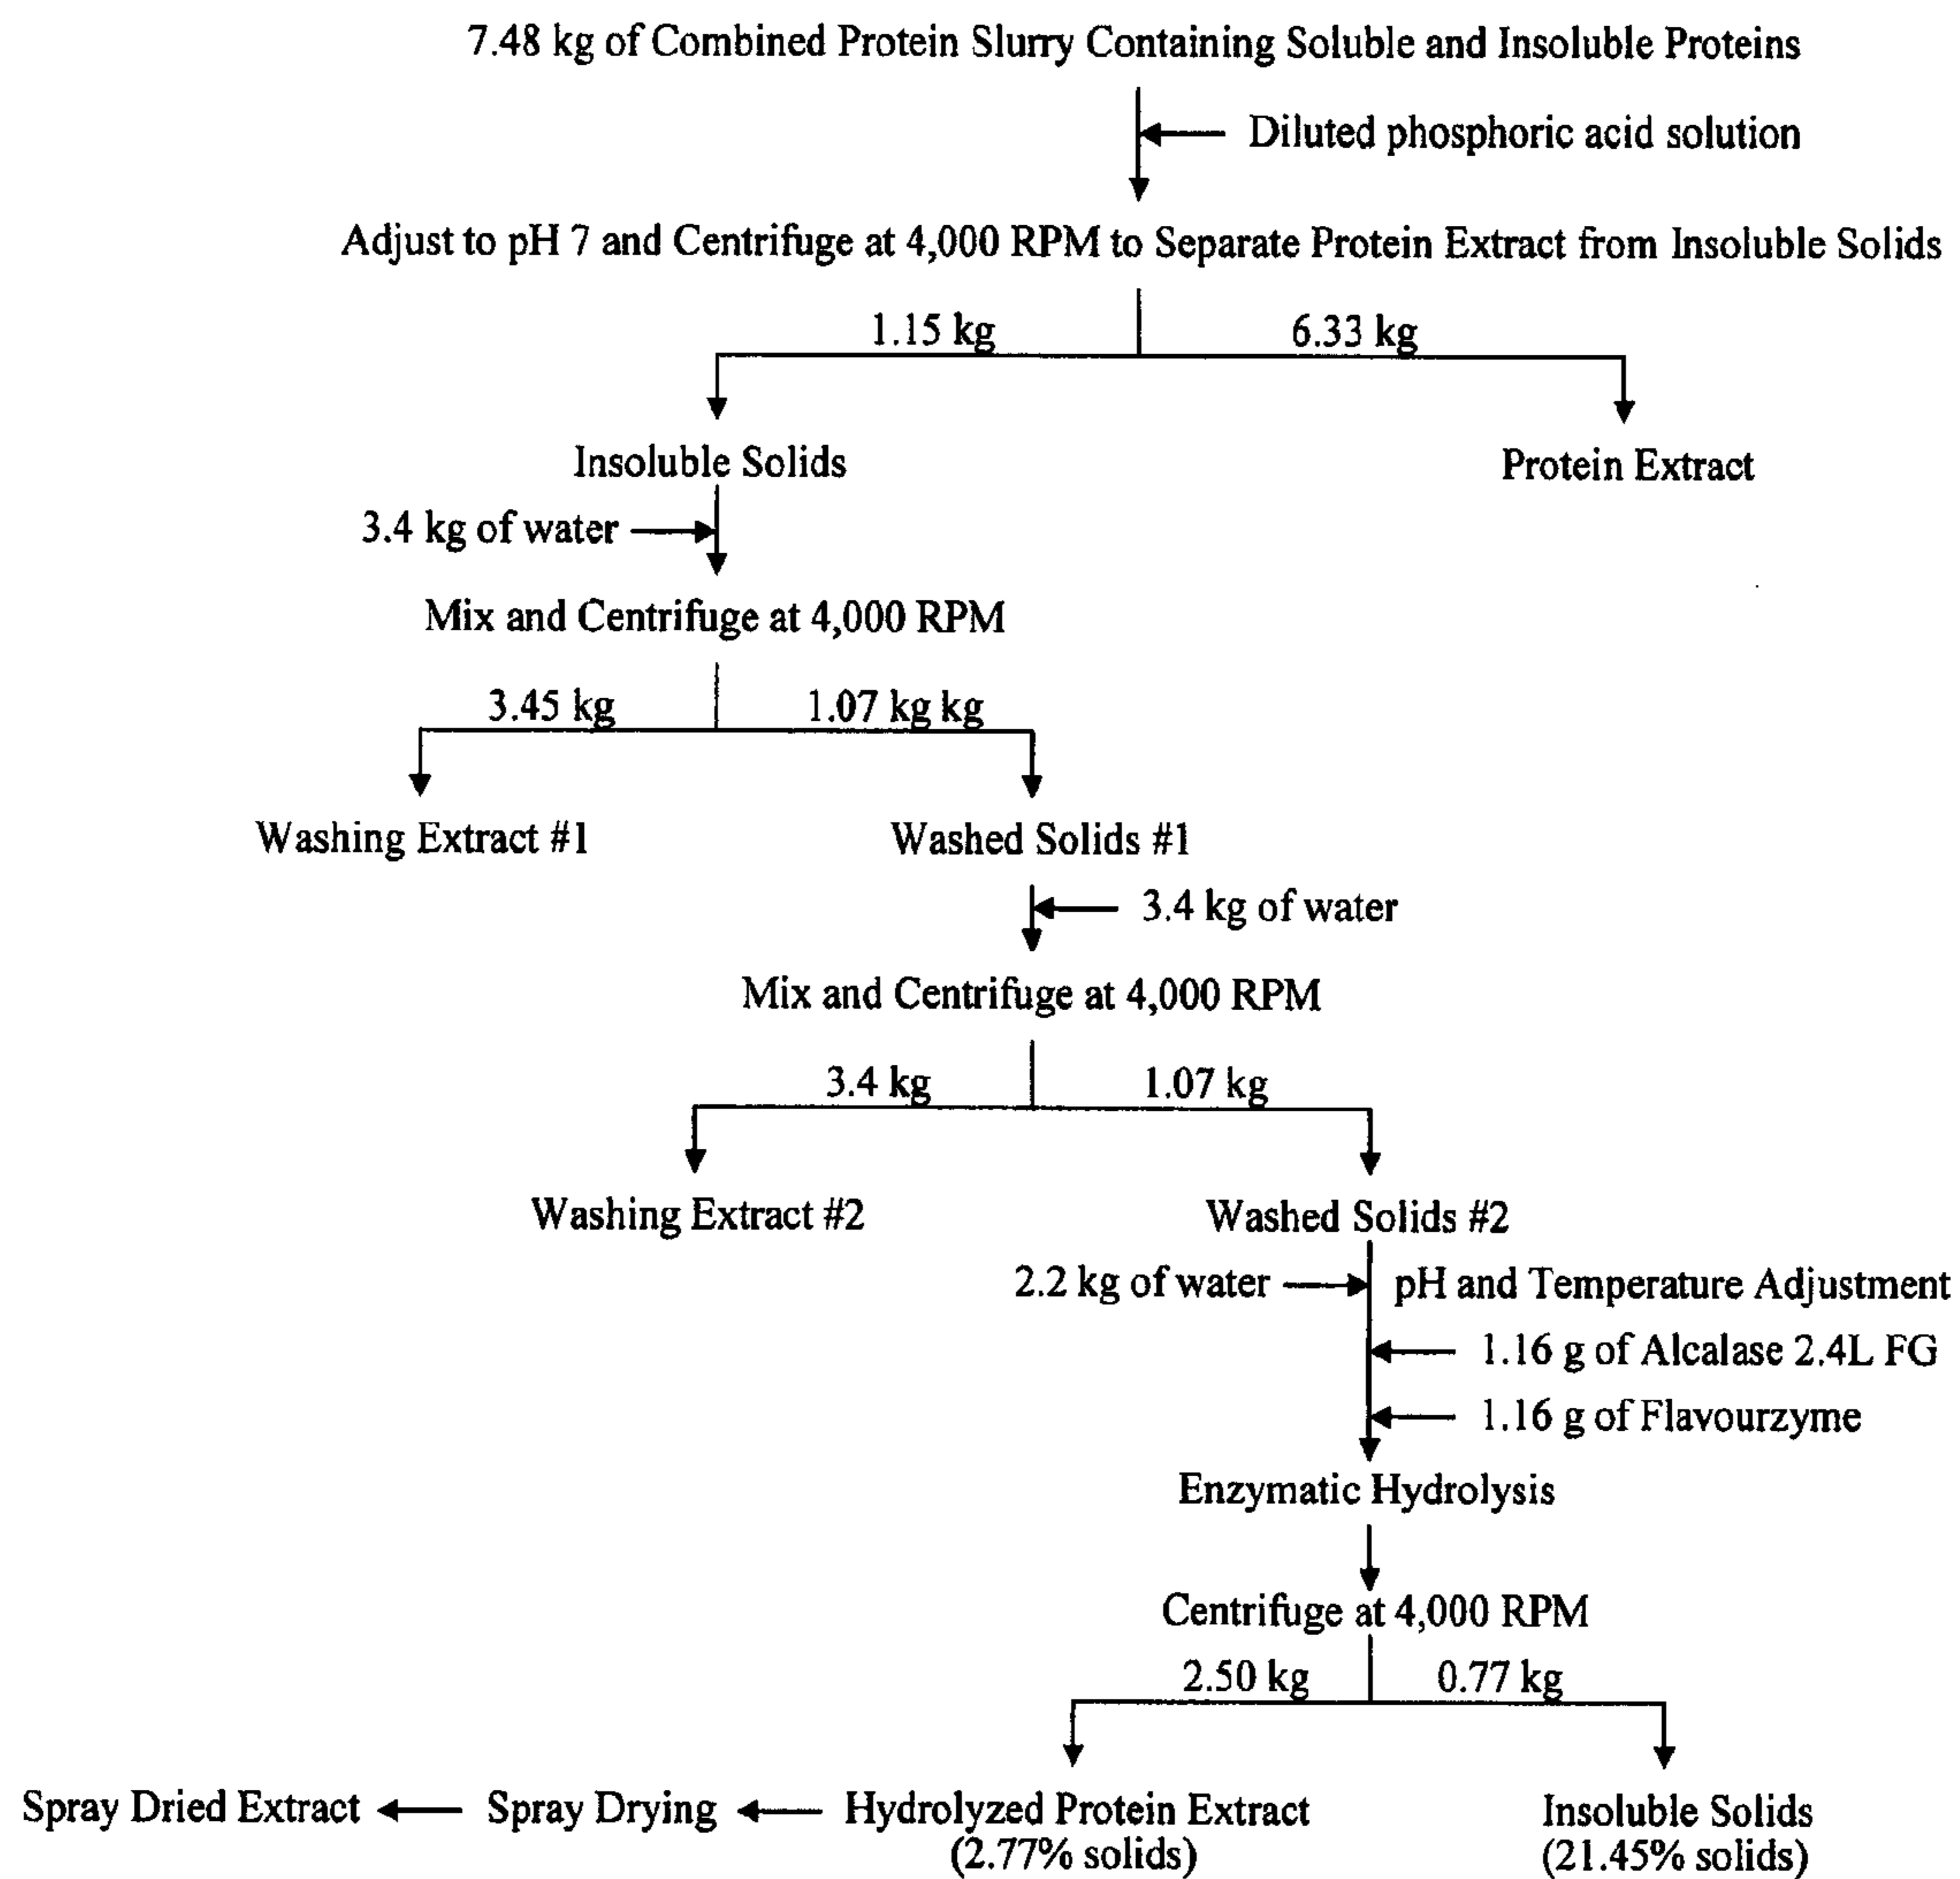 7.48 kg of Combined Protein Slurry Containing Soluble and Insoluble Proteins
Diluted phosphoric acid solution
Adjust to pH 7 and Centrifuge at 4,000 RPM to Separate Protein Extract from Insoluble Solids
1.15 kg
6.33 kg
Insoluble Solids
Protein Extract
3.4 kg of water
Mix and Centrifuge at 4,000 RPM
3.45 kg
1.07 kg kg
Washing Extract #1
Washed Solids #1
3.4 kg of water
Mix and Centrifuge at 4,000 RPM
3.4 kg
1.07 kg
Washing Extract #2
Washed Solids #2
2.2 kg of water
pH and Temperature Adjustment
1.16 g of Alcalase 2.4L FG
1.16 g of Flavourzyme
Enzymatic Hydrolysis
Centrifuge at 4,000 RPM
2.50 kg
0.77 kg
Spray Dried Extract
Spray Drying
Hydrolyzed Protein Extract
(2.77% solids)
Insoluble Solids
(21.45% solids)